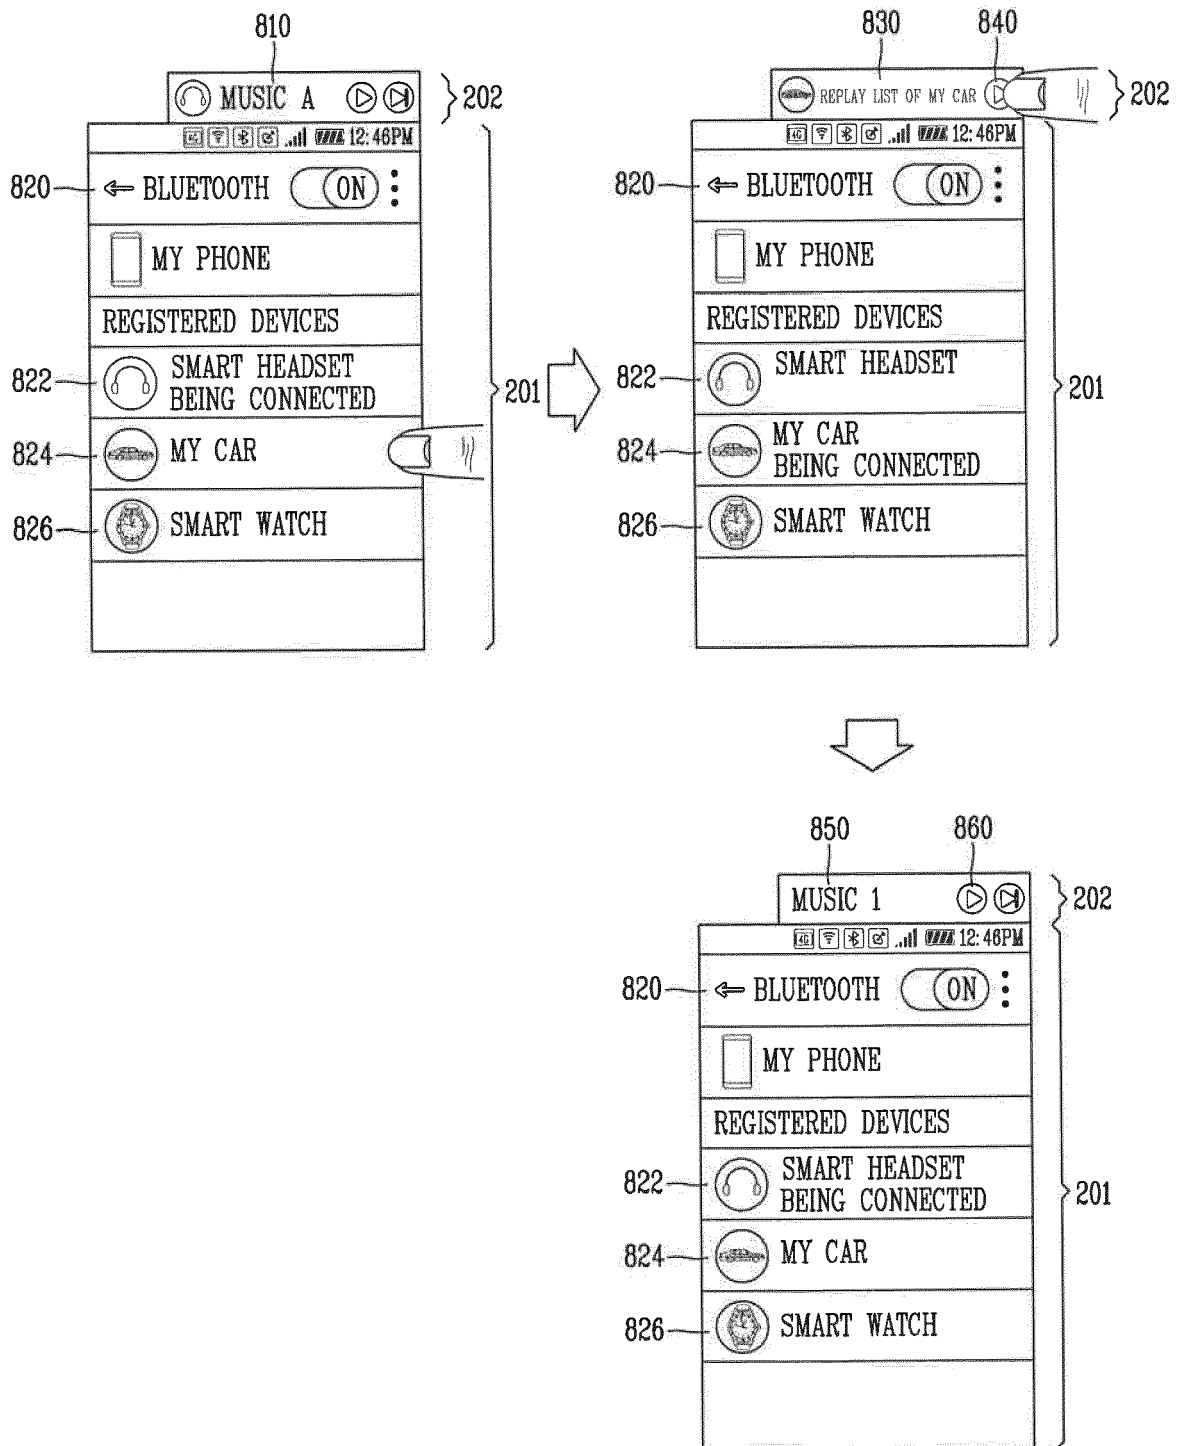 810
MUSIC A
202
4G
12:46PM
820
BLUETOOTH
ON
MY PHONE
REGISTERED DEVICES
822
SMART HEADSET
BEING CONNECTED
201
824
MY CAR
826
SMART WATCH
830
840
REPLAY LIST OF MY CAR
202
4G
12:46PM
820
BLUETOOTH
ON
MY PHONE
REGISTERED DEVICES
822
SMART HEADSET
201
824
MY CAR
BEING CONNECTED
826
SMART WATCH
850
860
MUSIC 1
202
4G
12:46PM
820
BLUETOOTH
ON
MY PHONE
REGISTERED DEVICES
822
SMART HEADSET
BEING CONNECTED
201
824
MY CAR
826
SMART WATCH